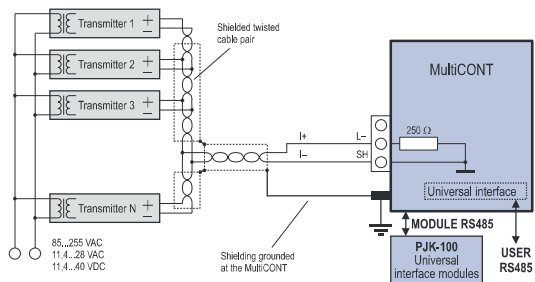 Transmitter 1 + –
Transmitter 2 + –
Transmitter 3 + –
Transmitter N + –
Shielded twisted
cable pair
MultiCONT
I+
L–
250 Ω
I–
SH
Universal interface
85...255 VAC
11,4...28 VAC
11,4...40 VDC
Shielding grounded
at the MultiCONT
MODULE RS485
PJK-100
Universal
interface modules
USER
RS485